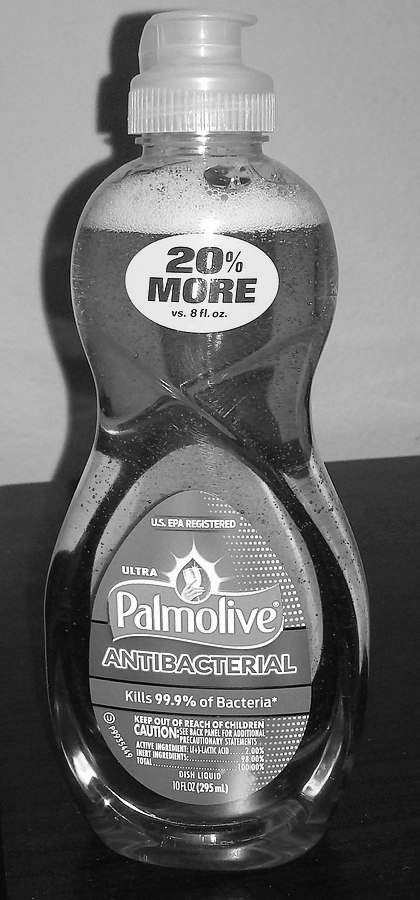 20%
MORE
vs. 8 fl. oz.
U.S. EPA REGISTERED
ULTRA
Palmolive®
ANTIBACTERIAL
Kills 99.9% of Bacteria*
KEEP OUT OF REACH OF CHILDREN
CAUTION: SEE BACK PANEL FOR ADDITIONAL
PRECAUTIONARY STATEMENTS
ACTIVE INGREDIENT: L(+)-LACTIC ACID ... 2.00%
INERT INGREDIENTS: ... 98.00%
TOTAL ... 100.00%
DISH LIQUID
10 FL OZ (295 mL)